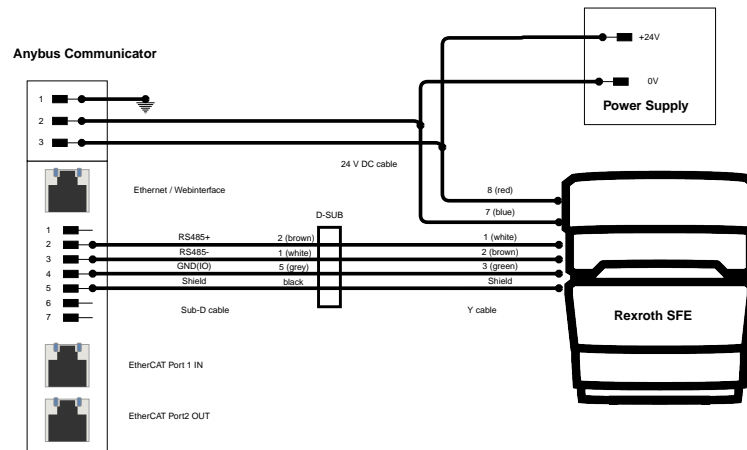 +24V
Anybus Communicator
0V
Power Supply
1
2
3
24 V DC cable
Ethernet / Webinterface
8 (red)
7 (blue)
D-SUB
1
2
RS485+
2 (brown)
1 (white)
3
RS485-
1 (white)
2 (brown)
4
GND(IO)
5 (grey)
3 (green)
5
Shield
black
Shield
6
7
Sub-D cable
Y cable
Rexroth SFE
EtherCAT Port 1 IN
EtherCAT Port2 OUT